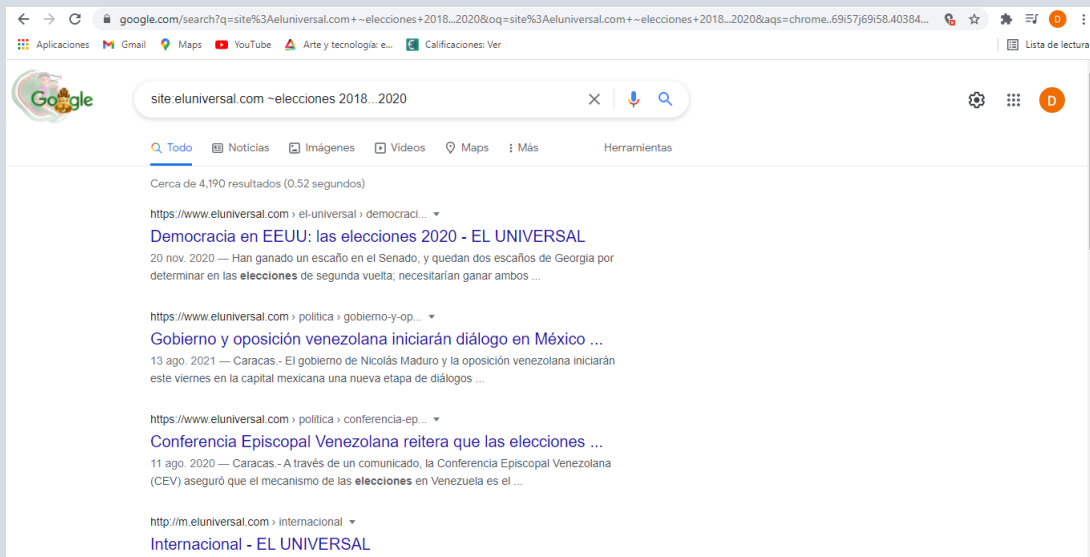 google.com/search?q=site%3Aeluniversal.com+~elecciones+2018...2020&oq=site%3Aeluniversal.com+~elecciones+2018...2020&aqs=chrome..69i57j69i58.40384...
D
Aplicaciones Gmail Maps YouTube Arte y tecnología: e... Calificaciones: Ver Lista de lectura
Google
site:eluniversal.com ~elecciones 2018...2020
D
Todo Noticias Imágenes Videos Maps Más Herramientas
Cerca de 4,190 resultados (0.52 segundos)
https://www.eluniversal.com › el-universal › democraci...
Democracia en EEUU: las elecciones 2020 - EL UNIVERSAL
20 nov. 2020 — Han ganado un escaño en el Senado, y quedan dos escaños de Georgia por
determinar en las elecciones de segunda vuelta; necesitarían ganar ambos ...
https://www.eluniversal.com › politica › gobierno-y-op...
Gobierno y oposición venezolana iniciarán diálogo en México ...
13 ago. 2021 — Caracas.- El gobierno de Nicolás Maduro y la oposición venezolana iniciarán
este viernes en la capital mexicana una nueva etapa de diálogos ...
https://www.eluniversal.com › politica › conferencia-ep...
Conferencia Episcopal Venezolana reitera que las elecciones ...
11 ago. 2020 — Caracas.- A través de un comunicado, la Conferencia Episcopal Venezolana
(CEV) aseguró que el mecanismo de las elecciones en Venezuela es el ...
http://m.eluniversal.com › internacional
Internacional - EL UNIVERSAL